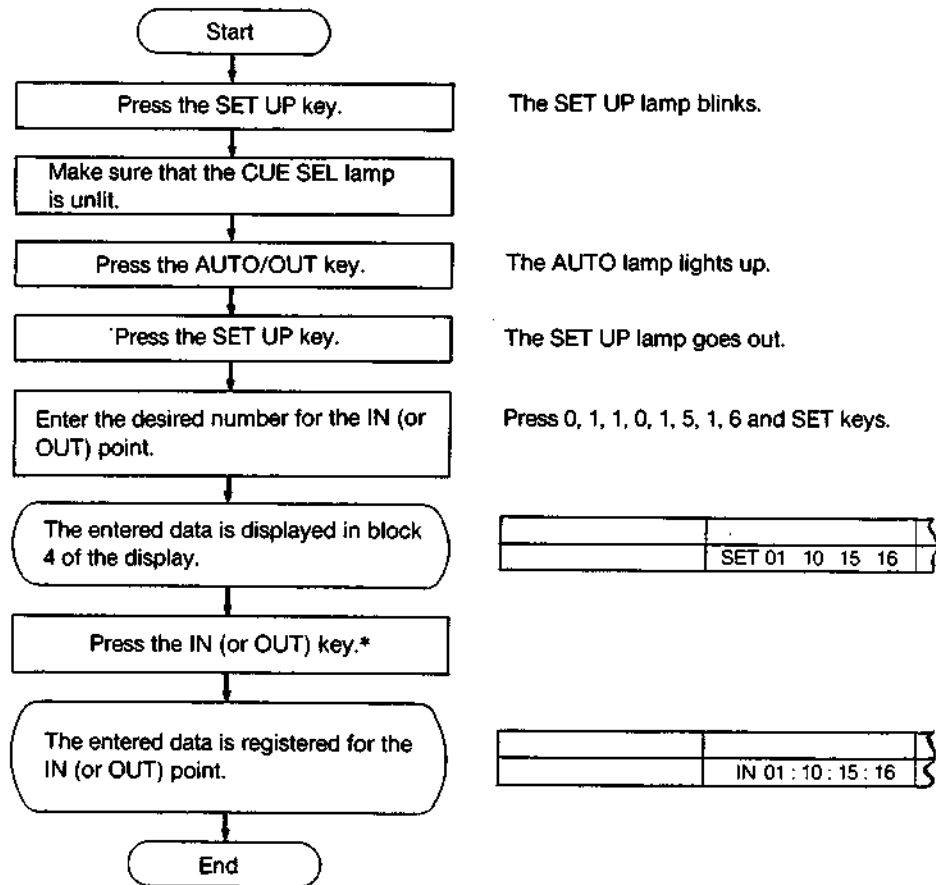 Start
Press the SET UP key.
The SET UP lamp blinks.
Make sure that the CUE SEL lamp
is unlit.
Press the AUTO/OUT key.
The AUTO lamp lights up.
Press the SET UP key.
The SET UP lamp goes out.
Enter the desired number for the IN (or
OUT) point.
Press 0, 1, 1, 0, 1, 5, 1, 6 and SET keys.
The entered data is displayed in block
4 of the display.
SET 01 10 15 16
Press the IN (or OUT) key.*
The entered data is registered for the
IN (or OUT) point.
IN 01 : 10 : 15 : 16
End